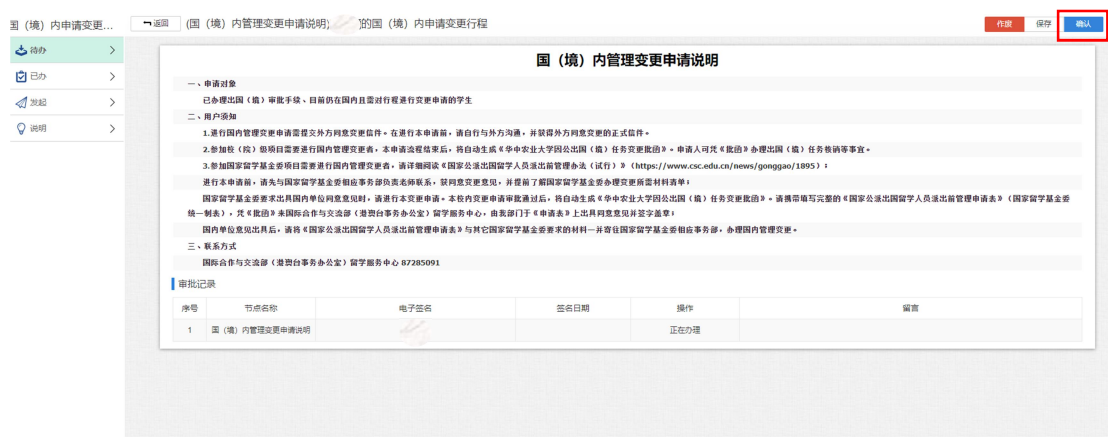 国（境）内申请变更...
返回
(国（境）内管理变更申请说明;
)的国（境）内申请变更行程
作废
保存
确认
待办
已办
发起
说明
国（境）内管理变更申请说明
一、申请对象
已办理出国（境）审批手续、目前仍在国内且需对行程进行变更申请的学生
二、用户须知
1.进行国内管理变更申请需提交外方同意变更信件。在进行本申请前，请自行与外方沟通，并获得外方同意变更的正式信件。
2.参加校（院）级项目需要进行国内管理变更者，本申请流程结束后，将自动生成《华中农业大学因公出国（境）任务变更批函》。申请人可凭《批函》办理出国（境）任务核销等事宜。
3.参加国家留学基金委项目需要进行国内管理变更者，请详细阅读《国家公派出国留学人员派出前管理办法（试行）》（https://www.csc.edu.cn/news/gonggao/1895）；
进行本申请前，请先与国家留学基金委相应事务部负责老师联系，获同意变更意见，并提前了解国家留学基金委办理变更所需材料清单；
国家留学基金委要求出具国内单位同意意见时，请进行本变更申请。本校内变更申请审批通过后，将自动生成《华中农业大学因公出国（境）任务变更批函》。请携带填写完整的《国家公派出国留学人员派出前管理申请表》（国家留学基金委
统一制表），凭《批函》来国际合作与交流部（港澳台事务办公室）留学服务中心，由我部门于《申请表》上出具同意意见并签字盖章；
国内单位意见出具后，请将《国家公派出国留学人员派出前管理申请表》与其它国家留学基金委要求的材料一并寄往国家留学基金委相应事务部，办理国内管理变更。
三、联系方式
国际合作与交流部（港澳台事务办公室）留学服务中心 87285091
审批记录
序号 节点名称 电子签名 签名日期 操作 留言
1 国（境）内管理变更申请说明 正在办理